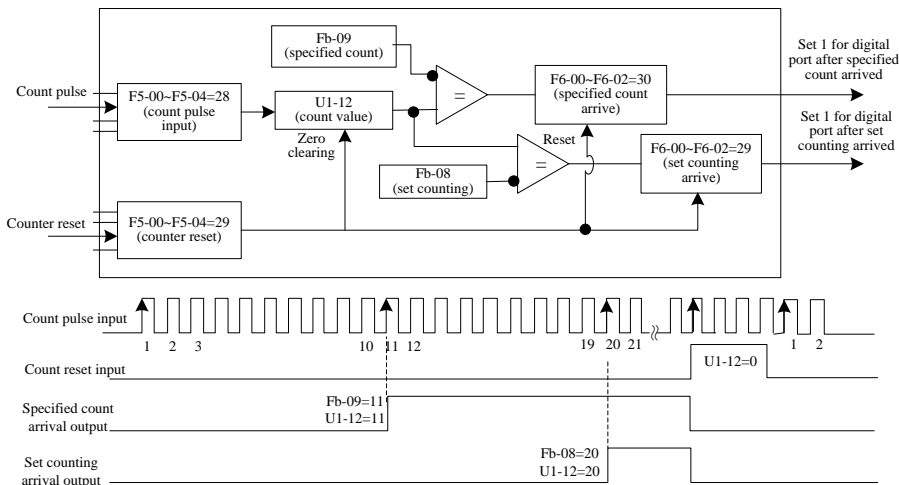 Fb-09
(specified count)
Set 1 for digital
port after specified
count arrived
Count pulse
F5-00~F5-04=28
(count pulse
input)
U1-12
(count value)
=
F6-00~F6-02=30
(specified count
arrive)
Zero
clearing
Reset
Set 1 for digital
port after set
counting arrived
=
F6-00~F6-02=29
(set counting
arrive)
Fb-08
(set counting)
Counter reset
F5-00~F5-04=29
(counter reset)
Count pulse input
1 2 3 10 11 12 19 20 21 1 2
Count reset input
U1-12=0
Specified count
arrival output
Fb-09=11
U1-12=11
Set counting
arrival output
Fb-08=20
U1-12=20